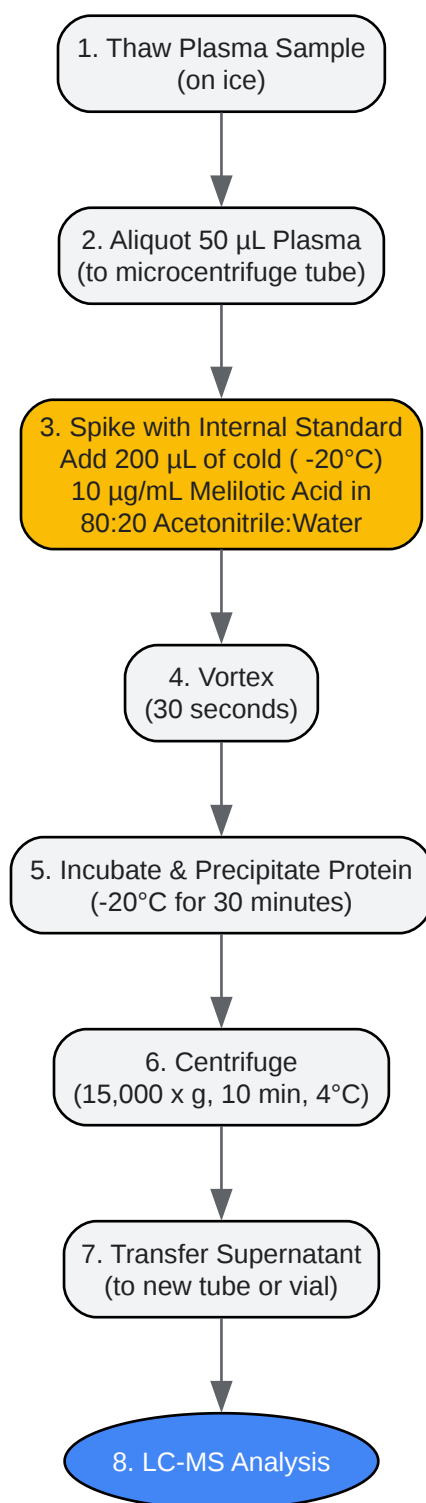 1. Thaw Plasma Sample
(on ice)
2. Aliquot 50 µL Plasma
(to microcentrifuge tube)
3. Spike with Internal Standard
Add 200 µL of cold ( -20°C)
10 µg/mL Melilotic Acid in
80:20 Acetonitrile:Water
4. Vortex
(30 seconds)
5. Incubate & Precipitate Protein
(-20°C for 30 minutes)
6. Centrifuge
(15,000 x g, 10 min, 4°C)
7. Transfer Supernatant
(to new tube or vial)
8. LC-MS Analysis